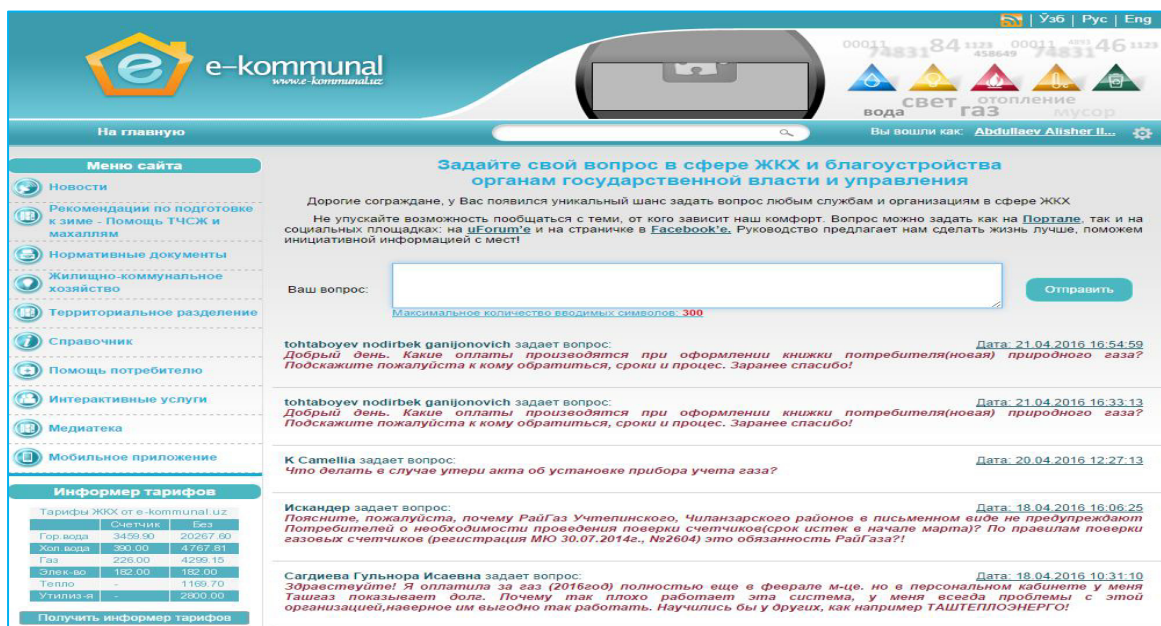 Ўзб | Рус | Eng
e-kommunal
www.e-kommunal.uz
вода
свет
газ
отопление
мусор
На главную
Вы вошли как: Abdullaev Alisher Il...
Меню сайта
Новости
Рекомендации по подготовке
к зиме - Помощь ТЧСЖ и
махаллям
Нормативные документы
Жилищно-коммунальное
хозяйство
Территориальное разделение
Справочник
Помощь потребителю
Интерактивные услуги
Медиатека
Мобильное приложение
Информер тарифов
Тарифы ЖКХ от e-kommunal.uz
Счетчик Без
Гор.вода 3459.90 20267.60
Хол.вода 390.00 4767.81
Газ 226.00 4299.15
Элек-во 182.00 182.00
Тепло - 1169.70
Утилиз-я - 2800.00
Получить информер тарифов
Задайте свой вопрос в сфере ЖКХ и благоустройства
органам государственной власти и управления
Дорогие сограждане, у Вас появился уникальный шанс задать вопрос любым службам и организациям в сфере ЖКХ
Не упускайте возможность пообщаться с теми, от кого зависит наш комфорт. Вопрос можно задать как на Портале, так и на
социальных площадках: на uForum'е и на страничке в Facebook'е. Руководство предлагает нам сделать жизнь лучше, поможем
инициативной информацией с мест!
Ваш вопрос:
Отправить
Максимальное количество вводимых символов: 300
tohtaboyev nodirbek ganijonovich задает вопрос: Дата: 21.04.2016 16:54:59
Добрый день. Какие оплаты производятся при оформлении книжки потребителя(новая) природного газа?
Подскажите пожалуйста к кому обратиться, сроки и процес. Заранее спасибо!
tohtaboyev nodirbek ganijonovich задает вопрос: Дата: 21.04.2016 16:33:13
Добрый день. Какие оплаты производятся при оформлении книжки потребителя(новая) природного газа?
Подскажите пожалуйста к кому обратиться, сроки и процес. Заранее спасибо!
K Camellia задает вопрос: Дата: 20.04.2016 12:27:13
Что делать в случае утери акта об установке прибора учета газа?
Искандер задает вопрос: Дата: 18.04.2016 16:06:25
Поясните, пожалуйста, почему РайГаз Учтепинского, Чиланзарского районов в письменном виде не предупреждают
Потребителей о необходимости проведения поверки счетчиков(срок истек в начале марта)? По правилам поверки
газовых счетчиков (регистрация МЮ 30.07.2014г., №2604) это обязанность РайГаза?!
Сагдиева Гульнора Исаевна задает вопрос: Дата: 18.04.2016 10:31:10
Здравствуйте! Я оплатила за газ (2016год) полностью еще в феврале м-це. но в персональном кабинете у меня
Ташгаз показывает долг. Почему так плохо работает эта система, у меня всегда проблемы с этой
организацией,наверное им выгодно так работать. Научились бы у других, как например ТАШТЕПЛОЭНЕРГО!